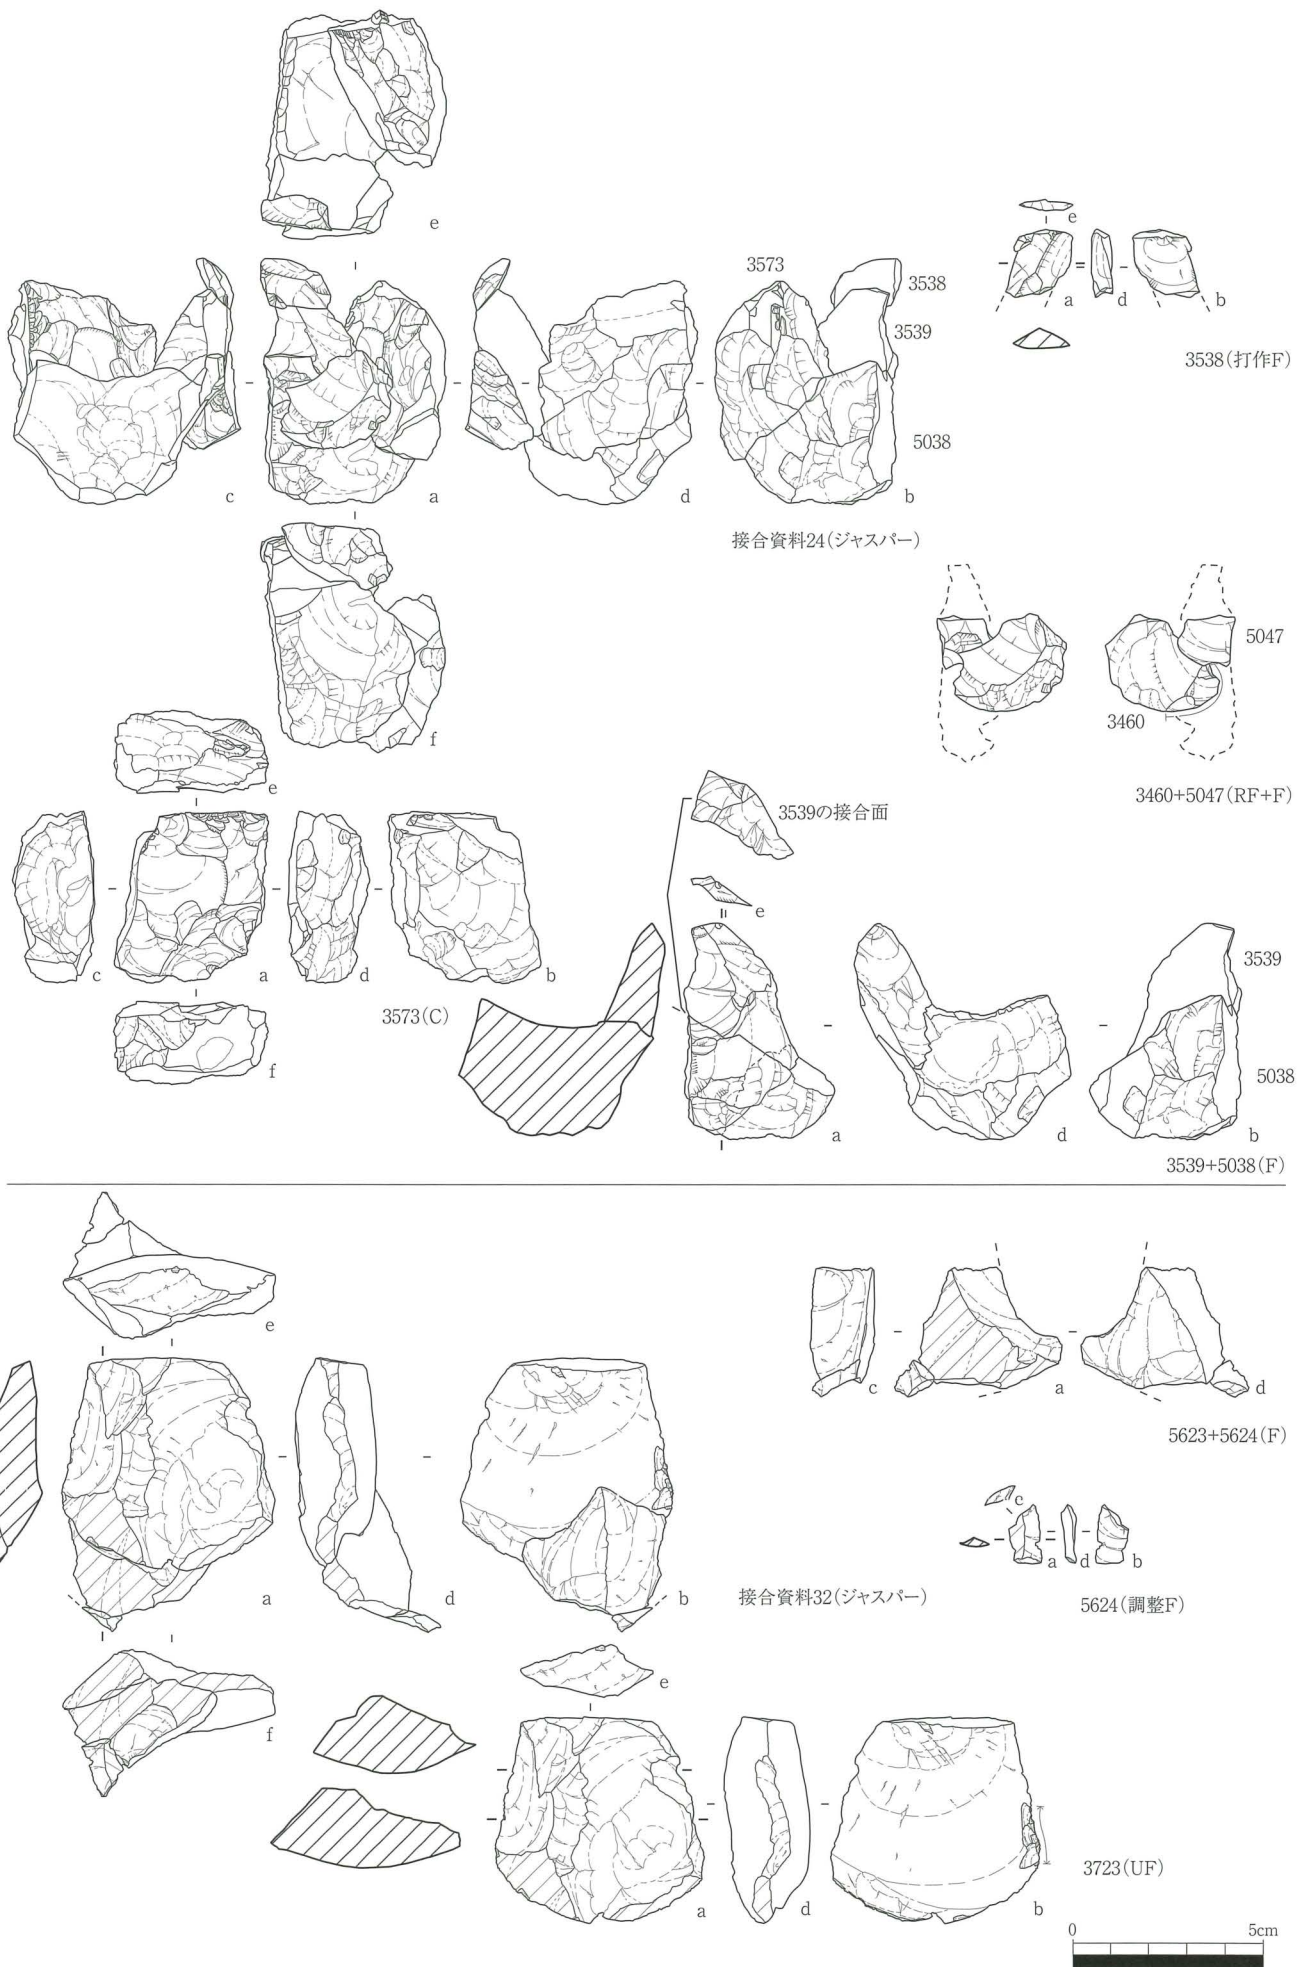 e
c
a
d
b
3573
3538
3539
5038
接合資料24(ジャスパー)
e
a
d
b
3538(打作F)
f
5047
3460
3460+5047(RF+F)
e
c
a
d
b
f
3573(C)
3539の接合面
e
a
d
b
3539
5038
3539+5038(F)
e
a
d
b
f
接合資料32(ジャスパー)
c
a
d
5623+5624(F)
c
a
d
b
5624(調整F)
e
a
d
b
3723(UF)
0 5cm